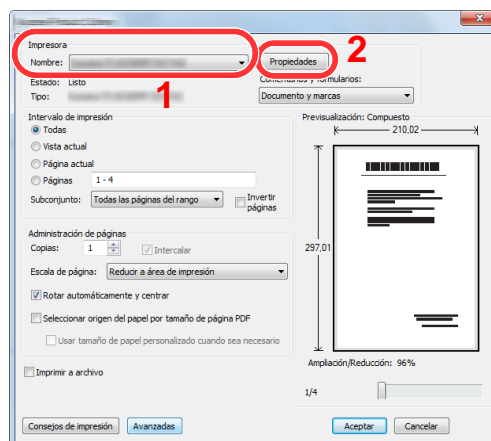 Impresora
2
Nombre:
Propiedades
1
Estado: Listo
Comentarios y formularios:
Tipo:
Documento y marcas
Intervalo de impresión
Previsualización: Compuesto
Todas
210,02
Vista actual
Página actual
Páginas 1 - 4
Subconjunto: Todas las páginas del rango
Invertir
páginas
Administración de páginas
Copias: 1 Intercalar
297,01
Escala de página: Reducir a área de impresión
Rotar automáticamente y centrar
Seleccionar origen del papel por tamaño de página PDF
Usar tamaño de papel personalizado cuando sea necesario
Ampliación/Reducción: 96%
Imprimir a archivo
1/4
Consejos de impresión Avanzadas Aceptar Cancelar